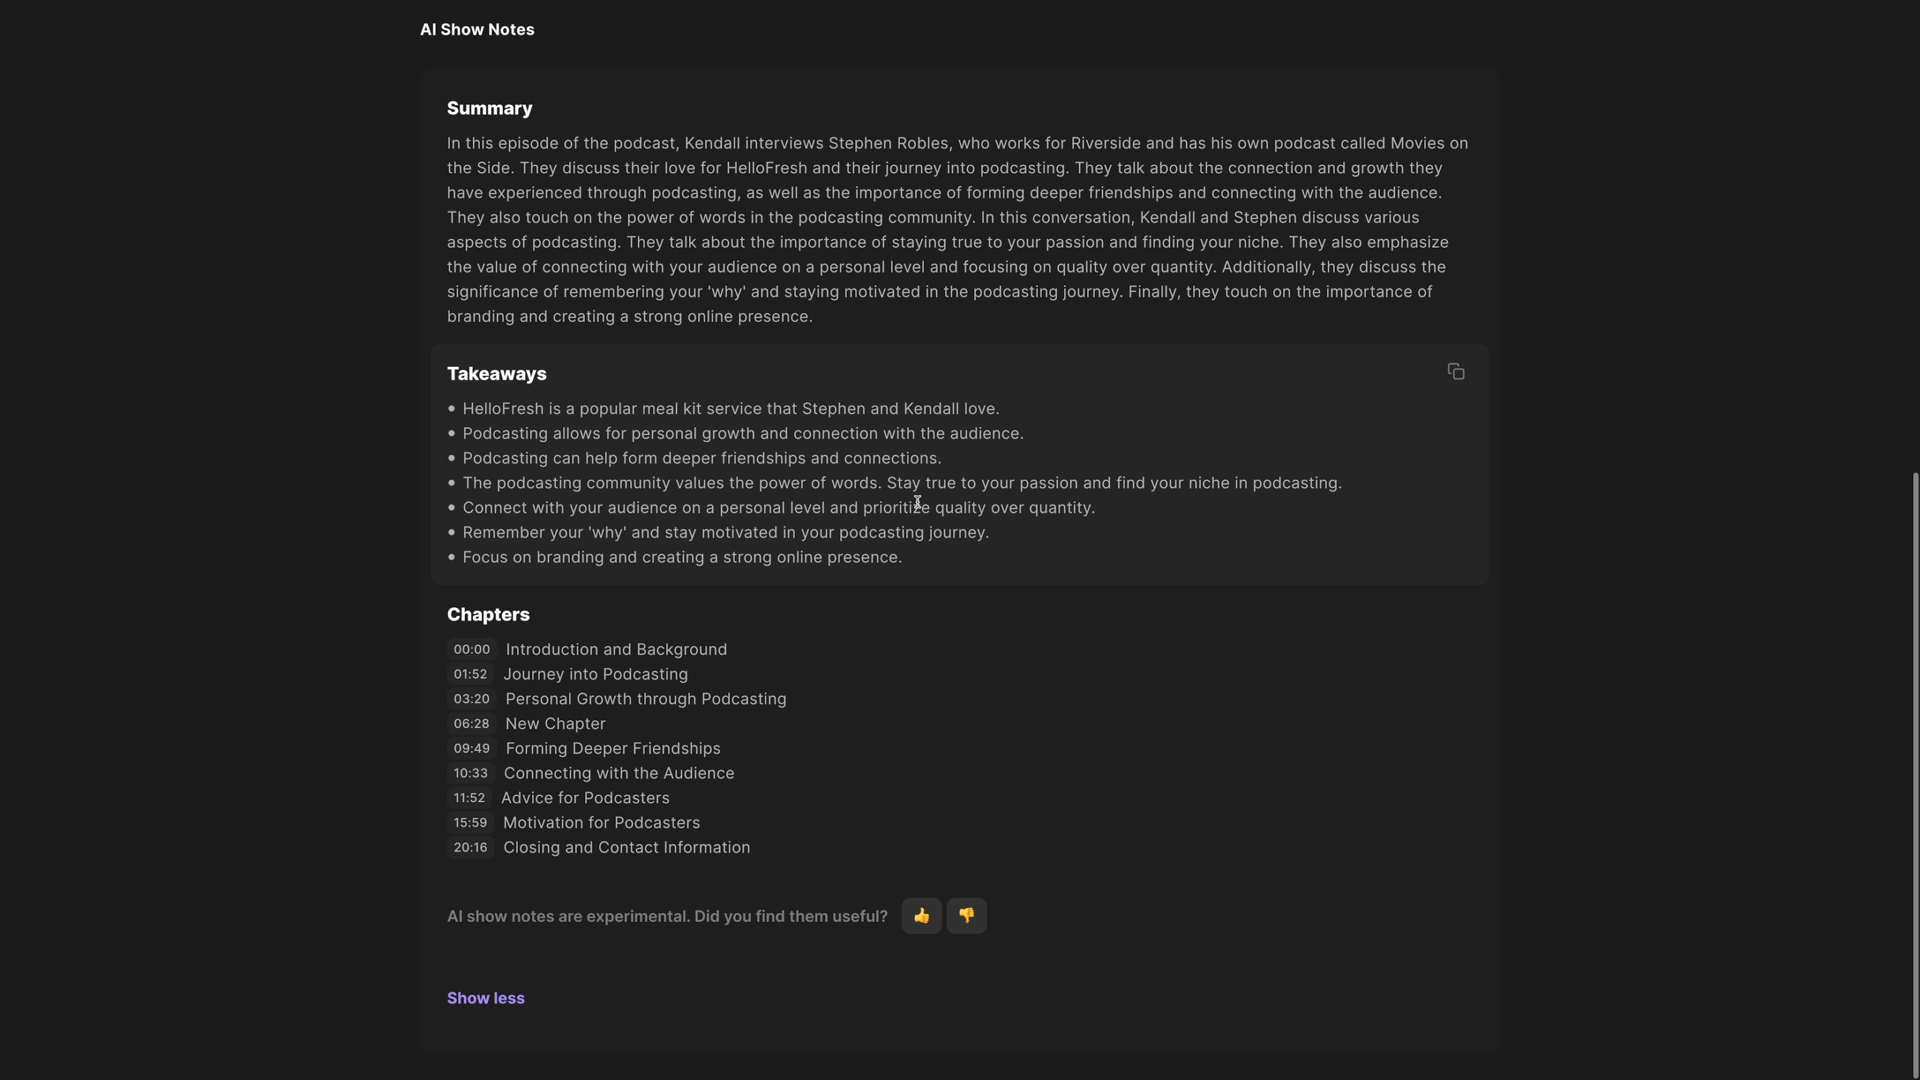 AI Show Notes
Summary
In this episode of the podcast, Kendall interviews Stephen Robles, who works for Riverside and has his own podcast called Movies on
the Side. They discuss their love for HelloFresh and their journey into podcasting. They talk about the connection and growth they
have experienced through podcasting, as well as the importance of forming deeper friendships and connecting with the audience.
They also touch on the power of words in the podcasting community. In this conversation, Kendall and Stephen discuss various
aspects of podcasting. They talk about the importance of staying true to your passion and finding your niche. They also emphasize
the value of connecting with your audience on a personal level and focusing on quality over quantity. Additionally, they discuss the
significance of remembering your 'why' and staying motivated in the podcasting journey. Finally, they touch on the importance of
branding and creating a strong online presence.
Takeaways
• HelloFresh is a popular meal kit service that Stephen and Kendall love.
• Podcasting allows for personal growth and connection with the audience.
• Podcasting can help form deeper friendships and connections.
• The podcasting community values the power of words. Stay true to your passion and find your niche in podcasting.
• Connect with your audience on a personal level and prioritize quality over quantity.
• Remember your 'why' and stay motivated in your podcasting journey.
• Focus on branding and creating a strong online presence.
Chapters
00:00 Introduction and Background
01:52 Journey into Podcasting
03:20 Personal Growth through Podcasting
06:28 New Chapter
09:49 Forming Deeper Friendships
10:33 Connecting with the Audience
11:52 Advice for Podcasters
15:59 Motivation for Podcasters
20:16 Closing and Contact Information
AI show notes are experimental. Did you find them useful?
Show less